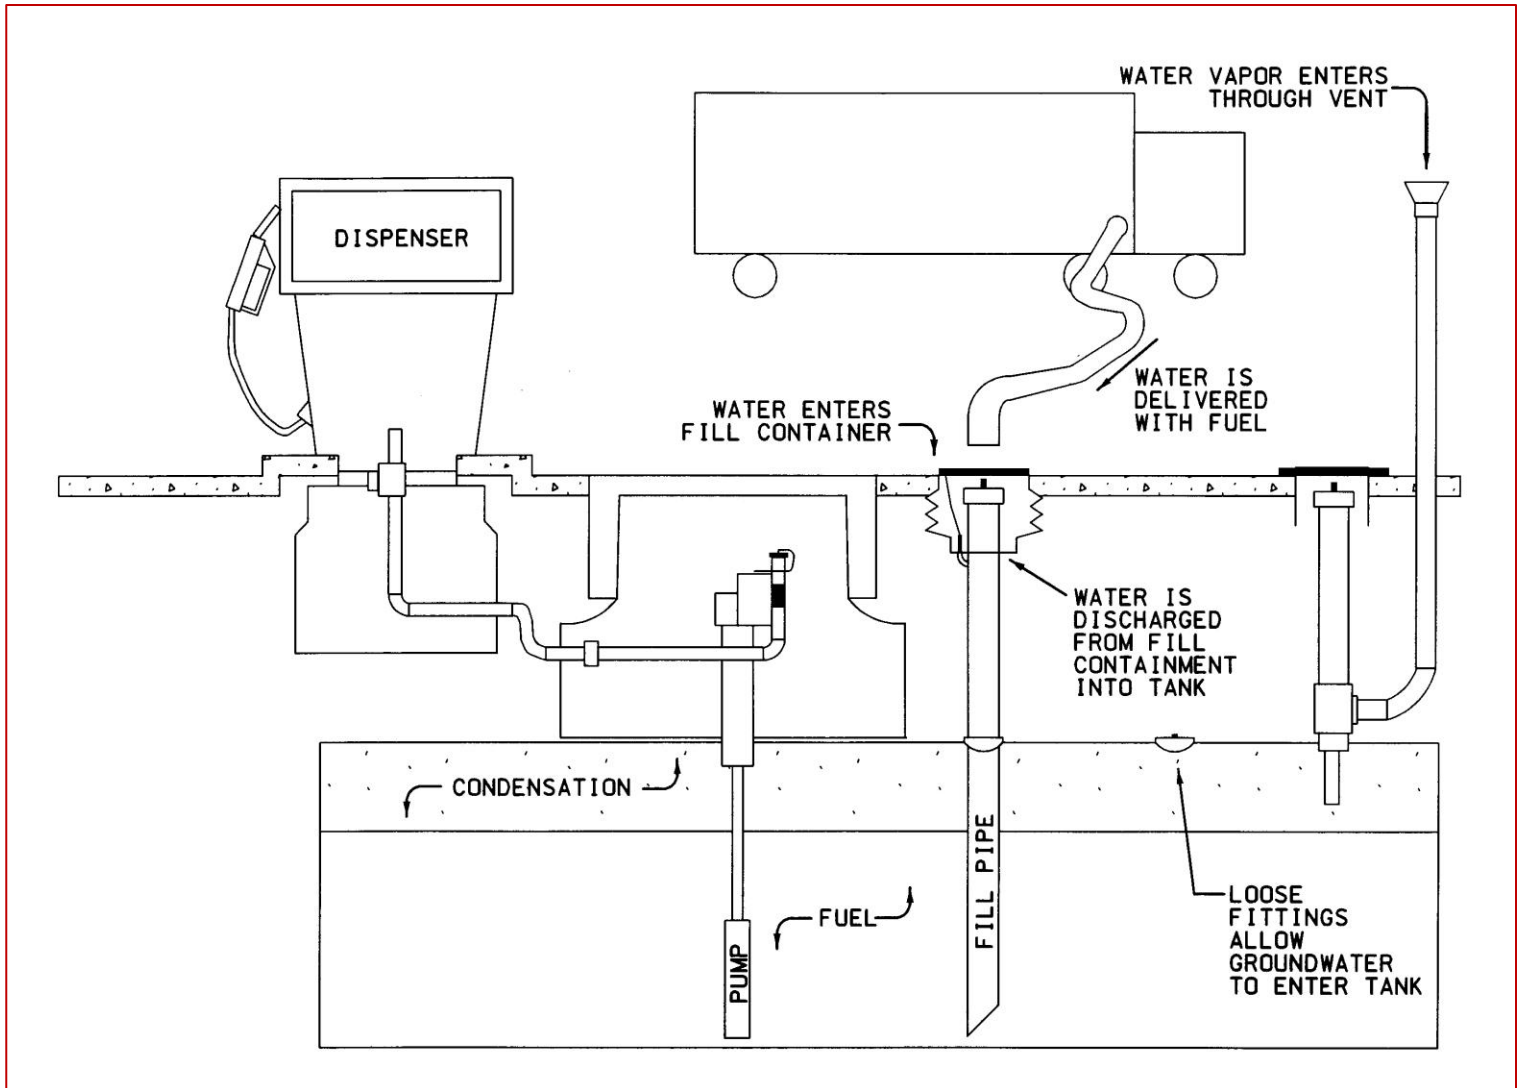 WATER VAPOR ENTERS
THROUGH VENT
DISPENSER
WATER IS
DELIVERED
WITH FUEL
WATER ENTERS
FILL CONTAINER
WATER IS
DISCHARGED
FROM FILL
CONTAINMENT
INTO TANK
CONDENSATION
FILL PIPE
LOOSE
FITTINGS
ALLOW
GROUNDWATER
TO ENTER TANK
FUEL
PUMP